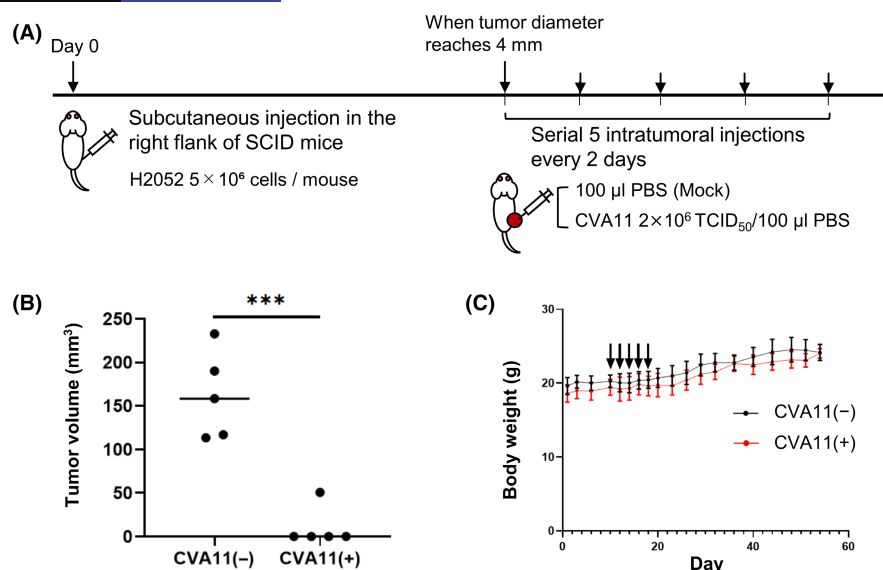 (A)
Day 0
When tumor diameter
reaches 4 mm
Subcutaneous injection in the
right flank of SCID mice
H2052 5×10⁶ cells / mouse
Serial 5 intratumoral injections
every 2 days
100 µl PBS (Mock)
CVA11 2×10⁶ TCID₅₀/100 µl PBS
(B)
***
Tumor volume (mm³)
250
200
150
100
50
0
CVA11(−)
CVA11(+)
(C)
Body weight (g)
30
20
10
0
CVA11(−)
CVA11(+)
0
20
40
60
Day